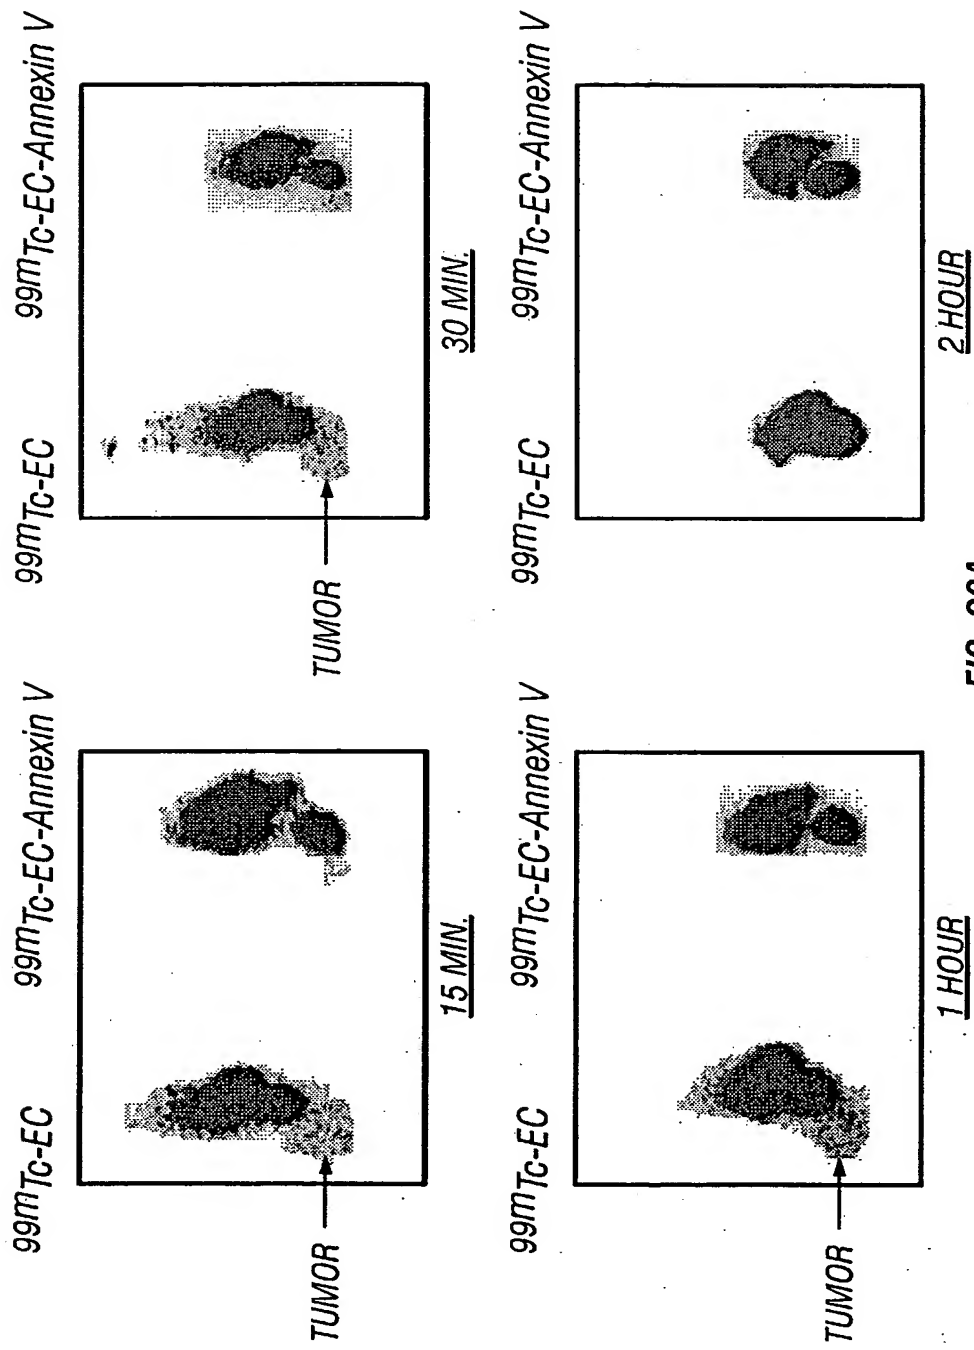 99mTc-EC 99mTc-EC-Annexin V 99mTc-EC 99mTc-EC-Annexin V
TUMOR TUMOR
15 MIN. 30 MIN.
99mTc-EC 99mTc-EC-Annexin V 99mTc-EC 99mTc-EC-Annexin V
TUMOR
1 HOUR 2 HOUR